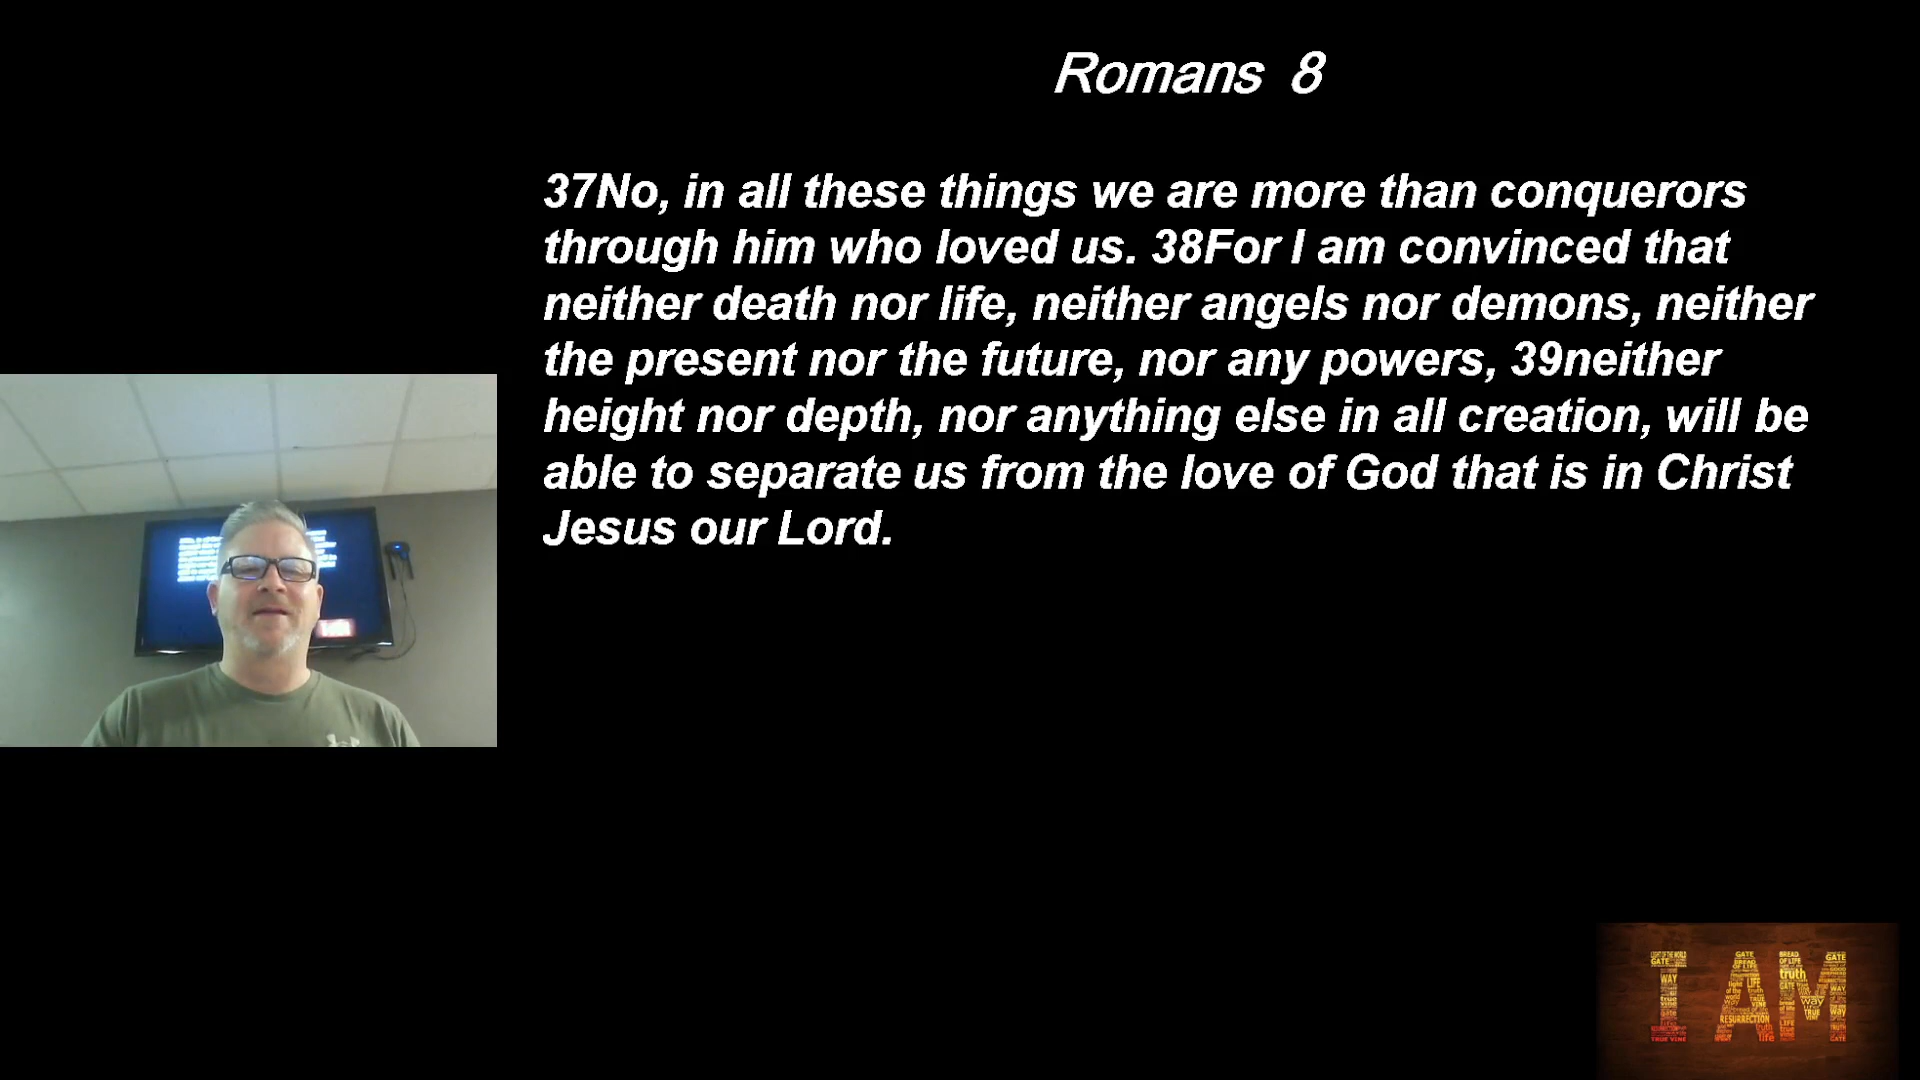 Romans 8
37No, in all these things we are more than conquerors
through him who loved us. 38For I am convinced that
neither death nor life, neither angels nor demons, neither
the present nor the future, nor any powers, 39neither
height nor depth, nor anything else in all creation, will be
able to separate us from the love of God that is in Christ
Jesus our Lord.
I AM